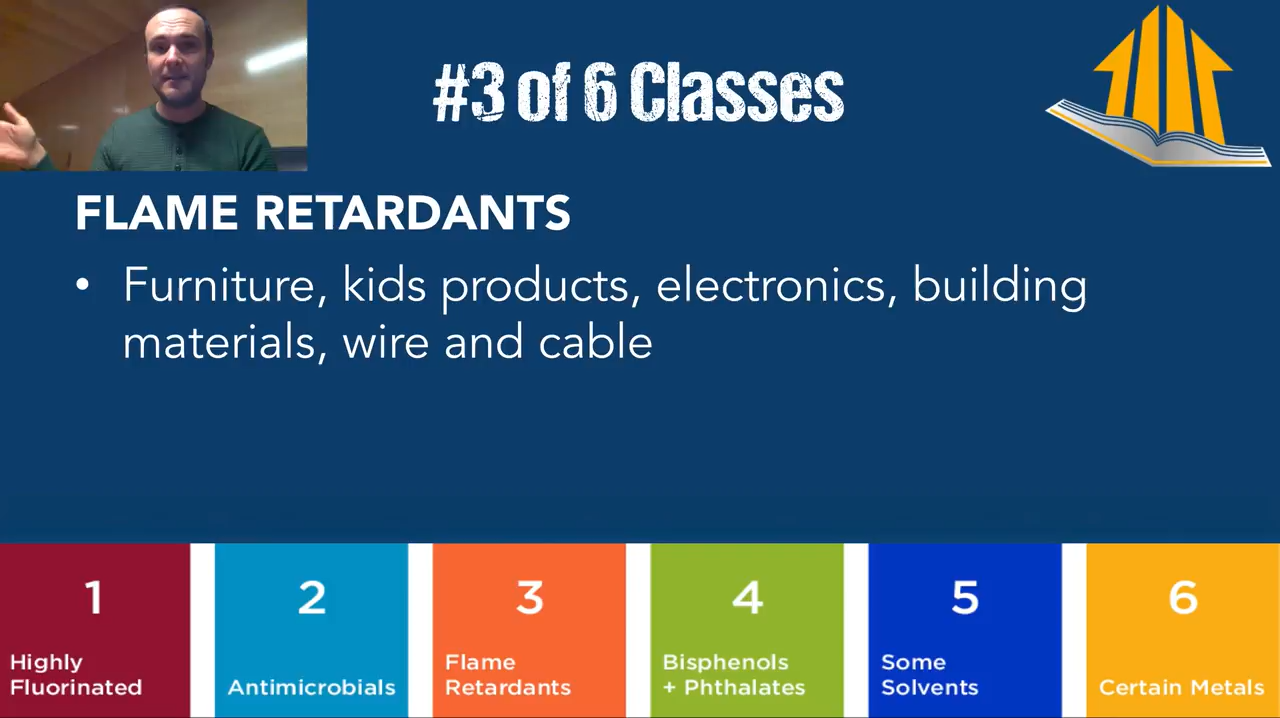 #3 of 6 Classes
FLAME RETARDANTS
• Furniture, kids products, electronics, building
materials, wire and cable
1
Highly
Fluorinated
2
Antimicrobials
3
Flame
Retardants
4
Bisphenols
+ Phthalates
5
Some
Solvents
6
Certain Metals